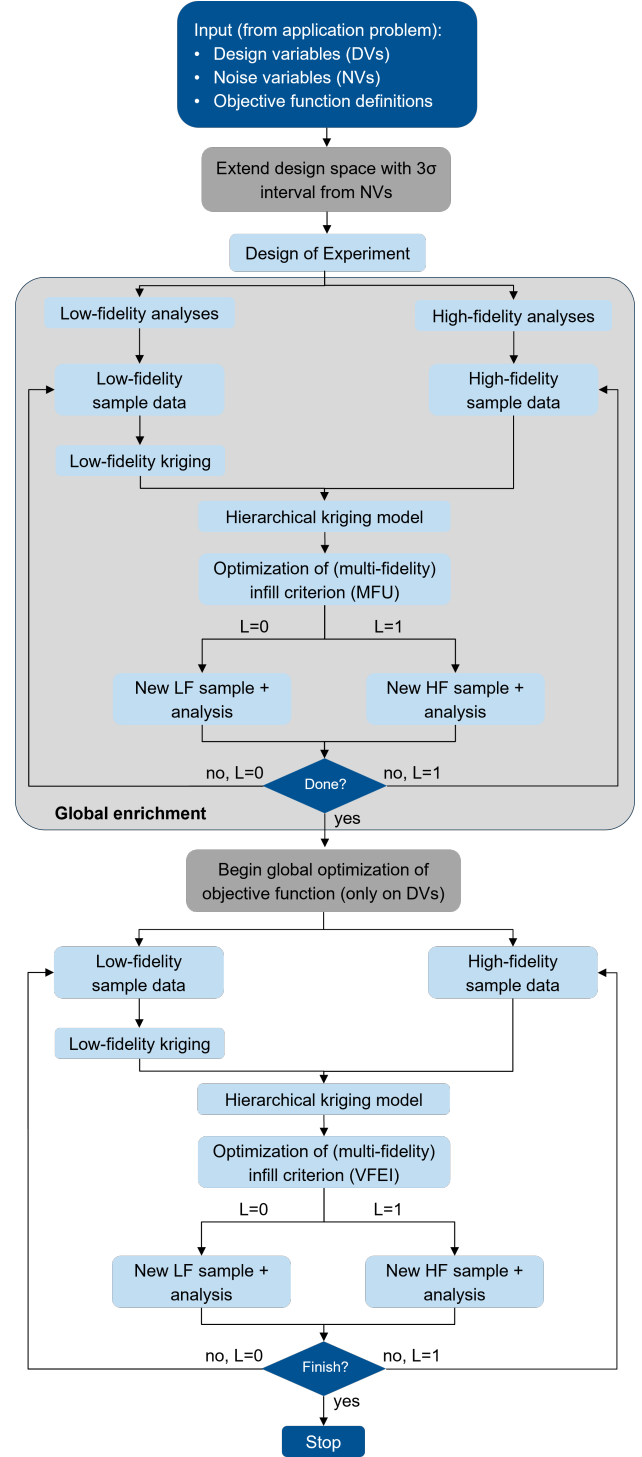 Input (from application problem):
• Design variables (DVs)
• Noise variables (NVs)
• Objective function definitions
Extend design space with 3σ
interval from NVs
Design of Experiment
Low-fidelity analyses
High-fidelity analyses
Low-fidelity
sample data
High-fidelity
sample data
Low-fidelity kriging
Hierarchical kriging model
Optimization of (multi-fidelity)
infill criterion (MFU)
L=0
L=1
New LF sample +
analysis
New HF sample +
analysis
no, L=0
Done?
no, L=1
Global enrichment
yes
Begin global optimization of
objective function (only on DVs)
Low-fidelity
sample data
High-fidelity
sample data
Low-fidelity kriging
Hierarchical kriging model
Optimization of (multi-fidelity)
infill criterion (VFEI)
L=0
L=1
New LF sample +
analysis
New HF sample +
analysis
no, L=0
Finish?
no, L=1
yes
Stop